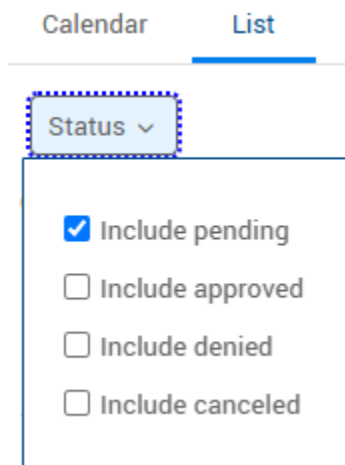 Calendar List
Status
Include pending
Include approved
Include denied
Include canceled